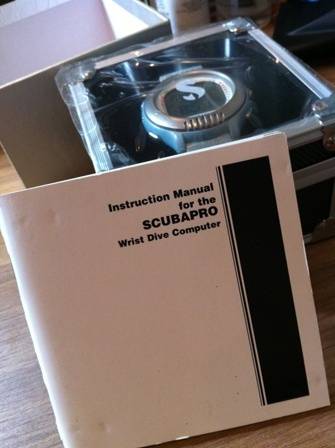 Instruction Manual
for the
SCUBAPRO
Wrist Dive Computer
S